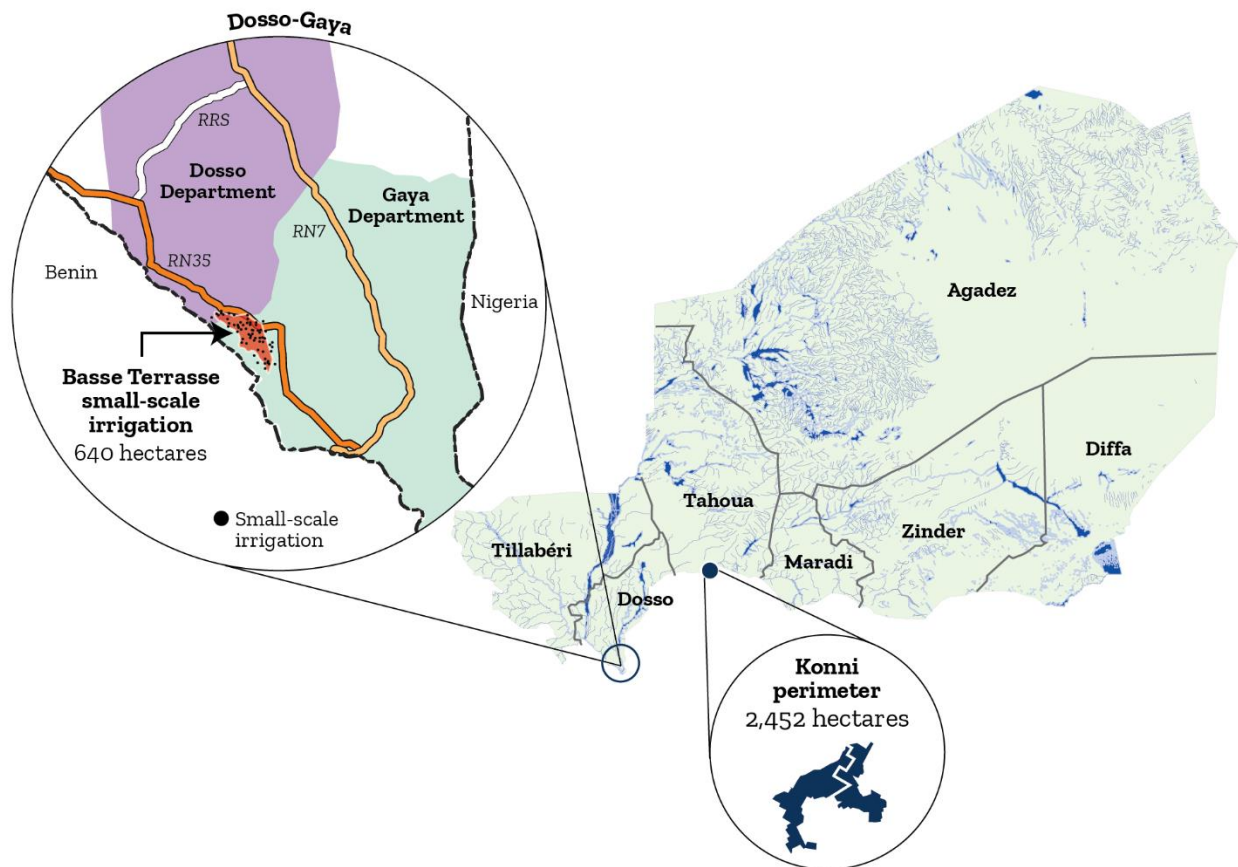 Dosso-Gaya
RRS
Dosso
Department
Gaya
Department
RN7
RN35
Benin
Nigeria
Basse Terrasse
small-scale
irrigation
640 hectares
Small-scale
irrigation
Agadez
Diffa
Tahoua
Zinder
Tillabéri
Maradi
Dosso
Konni
perimeter
2,452 hectares